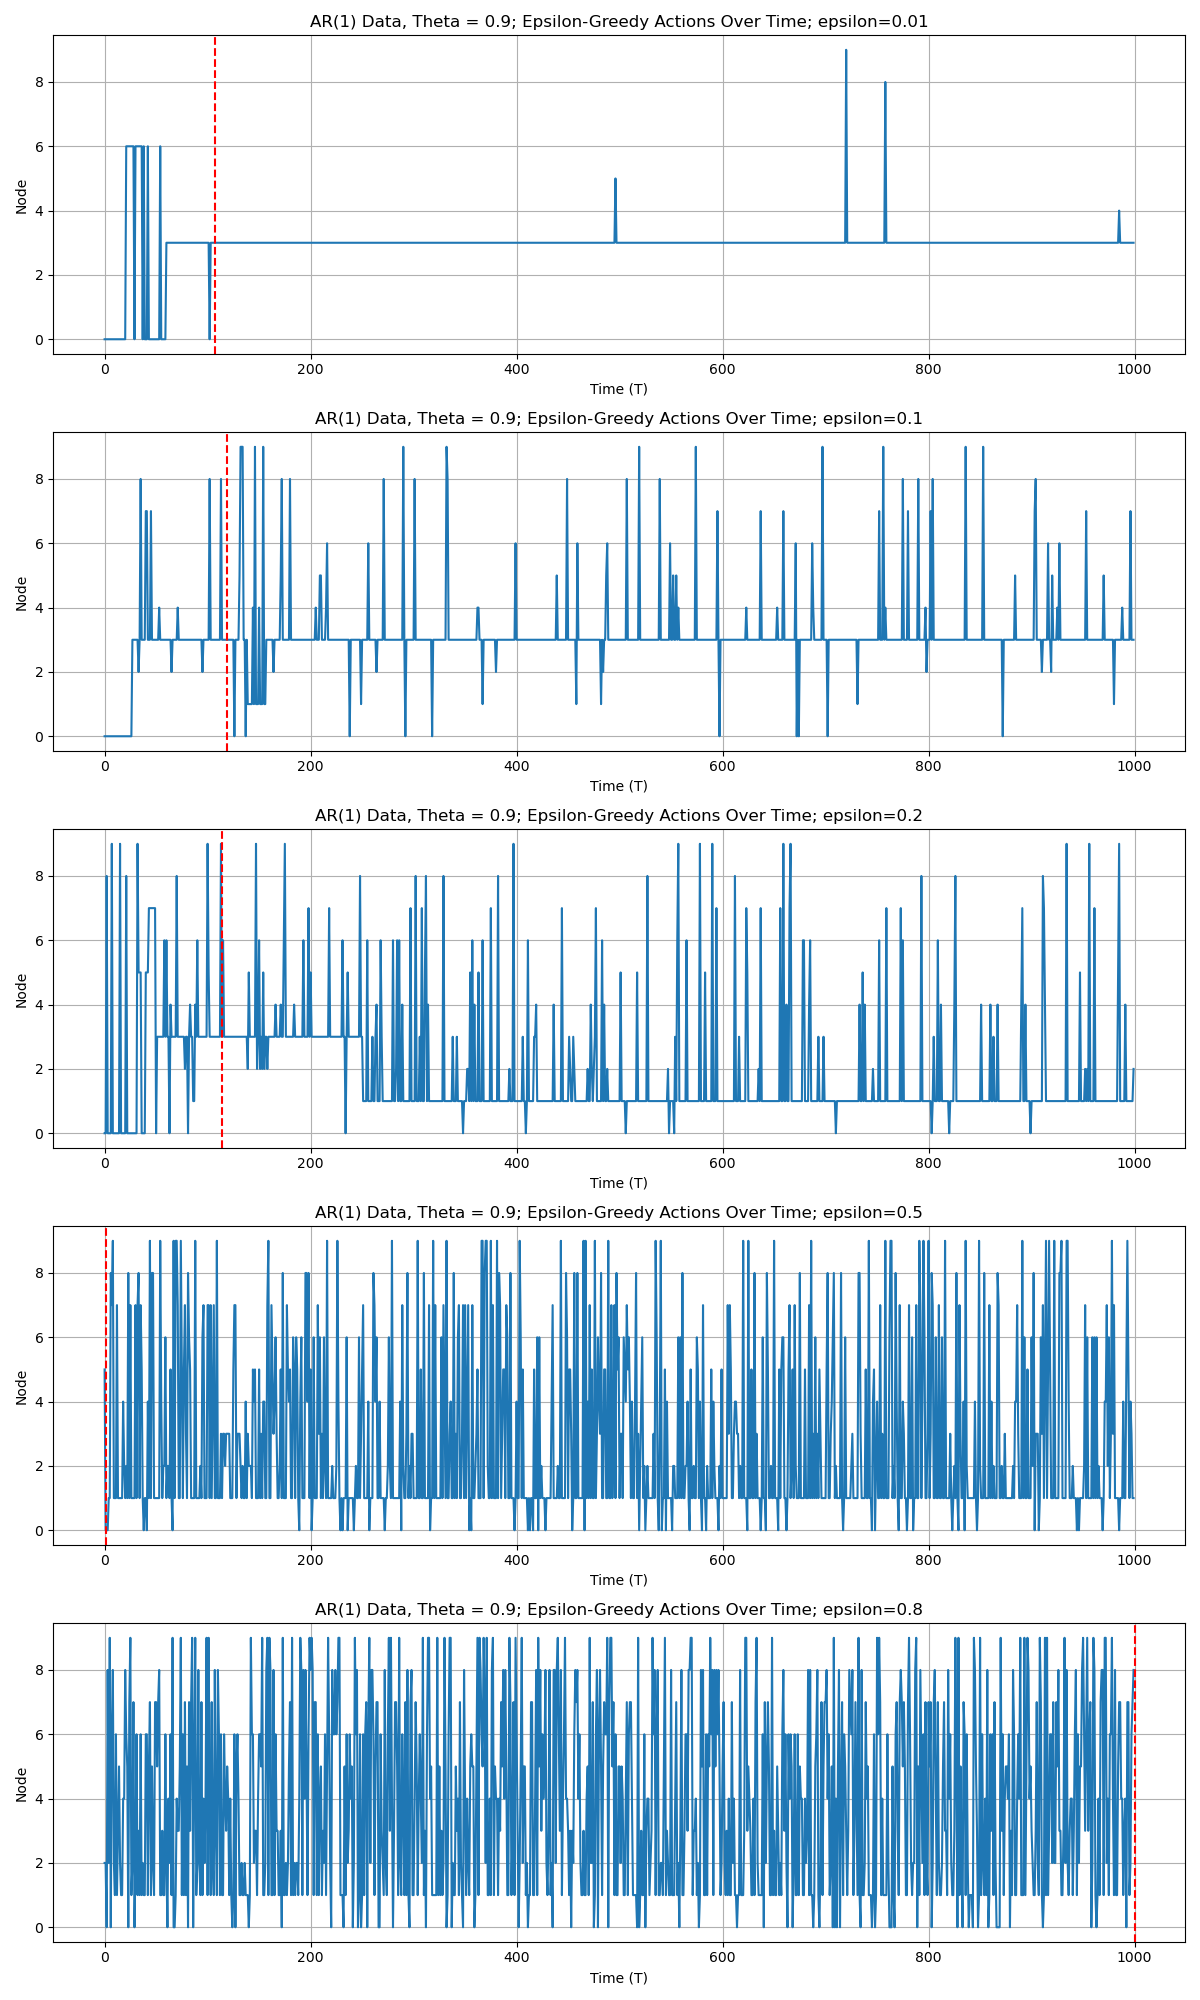 AR(1) Data, Theta = 0.9; Epsilon-Greedy Actions Over Time; epsilon=0.01
8
6
4
2
0
Node
0 200 400 600 800 1000
Time (T)
AR(1) Data, Theta = 0.9; Epsilon-Greedy Actions Over Time; epsilon=0.1
8
6
4
2
0
Node
0 200 400 600 800 1000
Time (T)
AR(1) Data, Theta = 0.9; Epsilon-Greedy Actions Over Time; epsilon=0.2
8
6
4
2
0
Node
0 200 400 600 800 1000
Time (T)
AR(1) Data, Theta = 0.9; Epsilon-Greedy Actions Over Time; epsilon=0.5
8
6
4
2
0
Node
0 200 400 600 800 1000
Time (T)
AR(1) Data, Theta = 0.9; Epsilon-Greedy Actions Over Time; epsilon=0.8
8
6
4
2
0
Node
0 200 400 600 800 1000
Time (T)